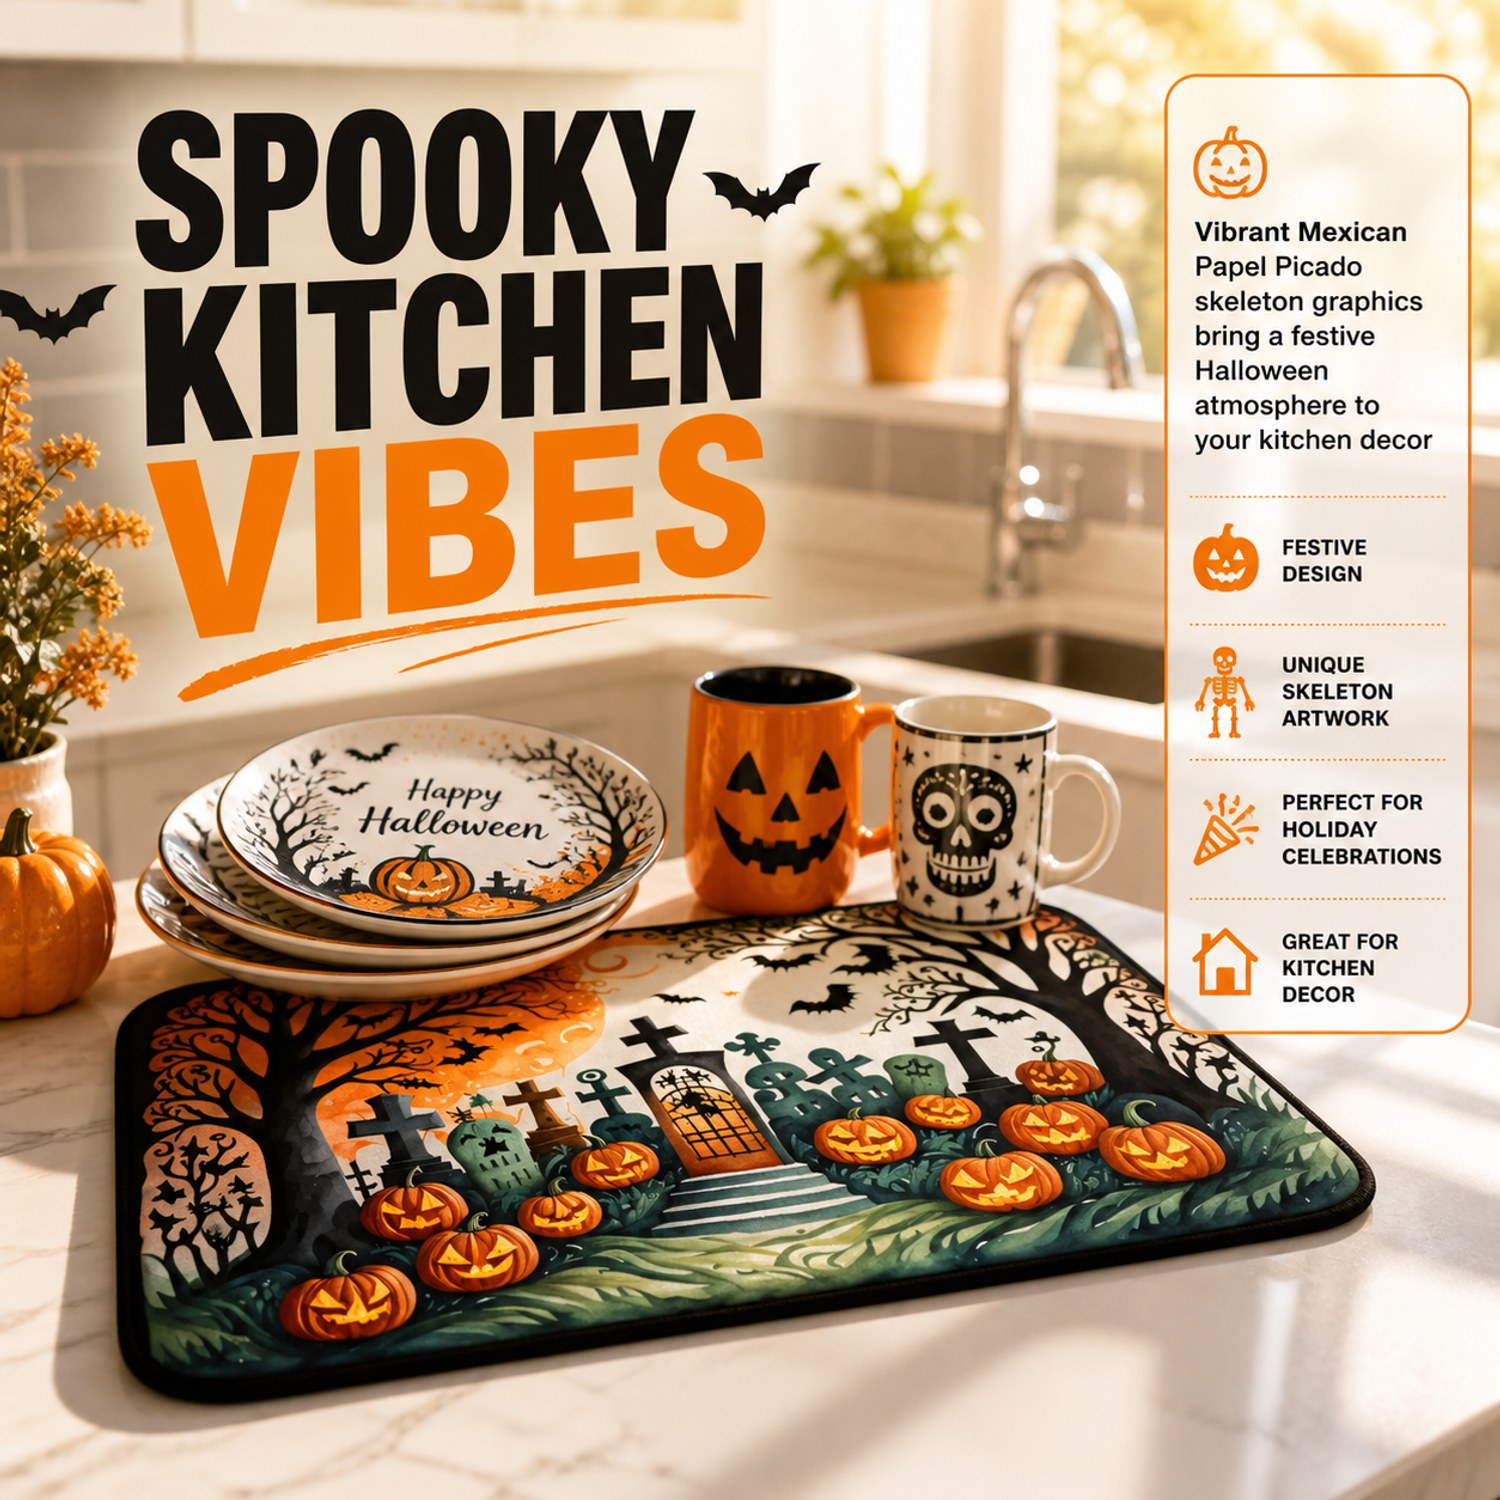 SPOOKY
KITCHEN
VIBES
Happy
Halloween
Vibrant Mexican
Papel Picado
skeleton graphics
bring a festive
Halloween
atmosphere to
your kitchen decor
FESTIVE
DESIGN
UNIQUE
SKELETON
ARTWORK
PERFECT FOR
HOLIDAY
CELEBRATIONS
GREAT FOR
KITCHEN
DECOR